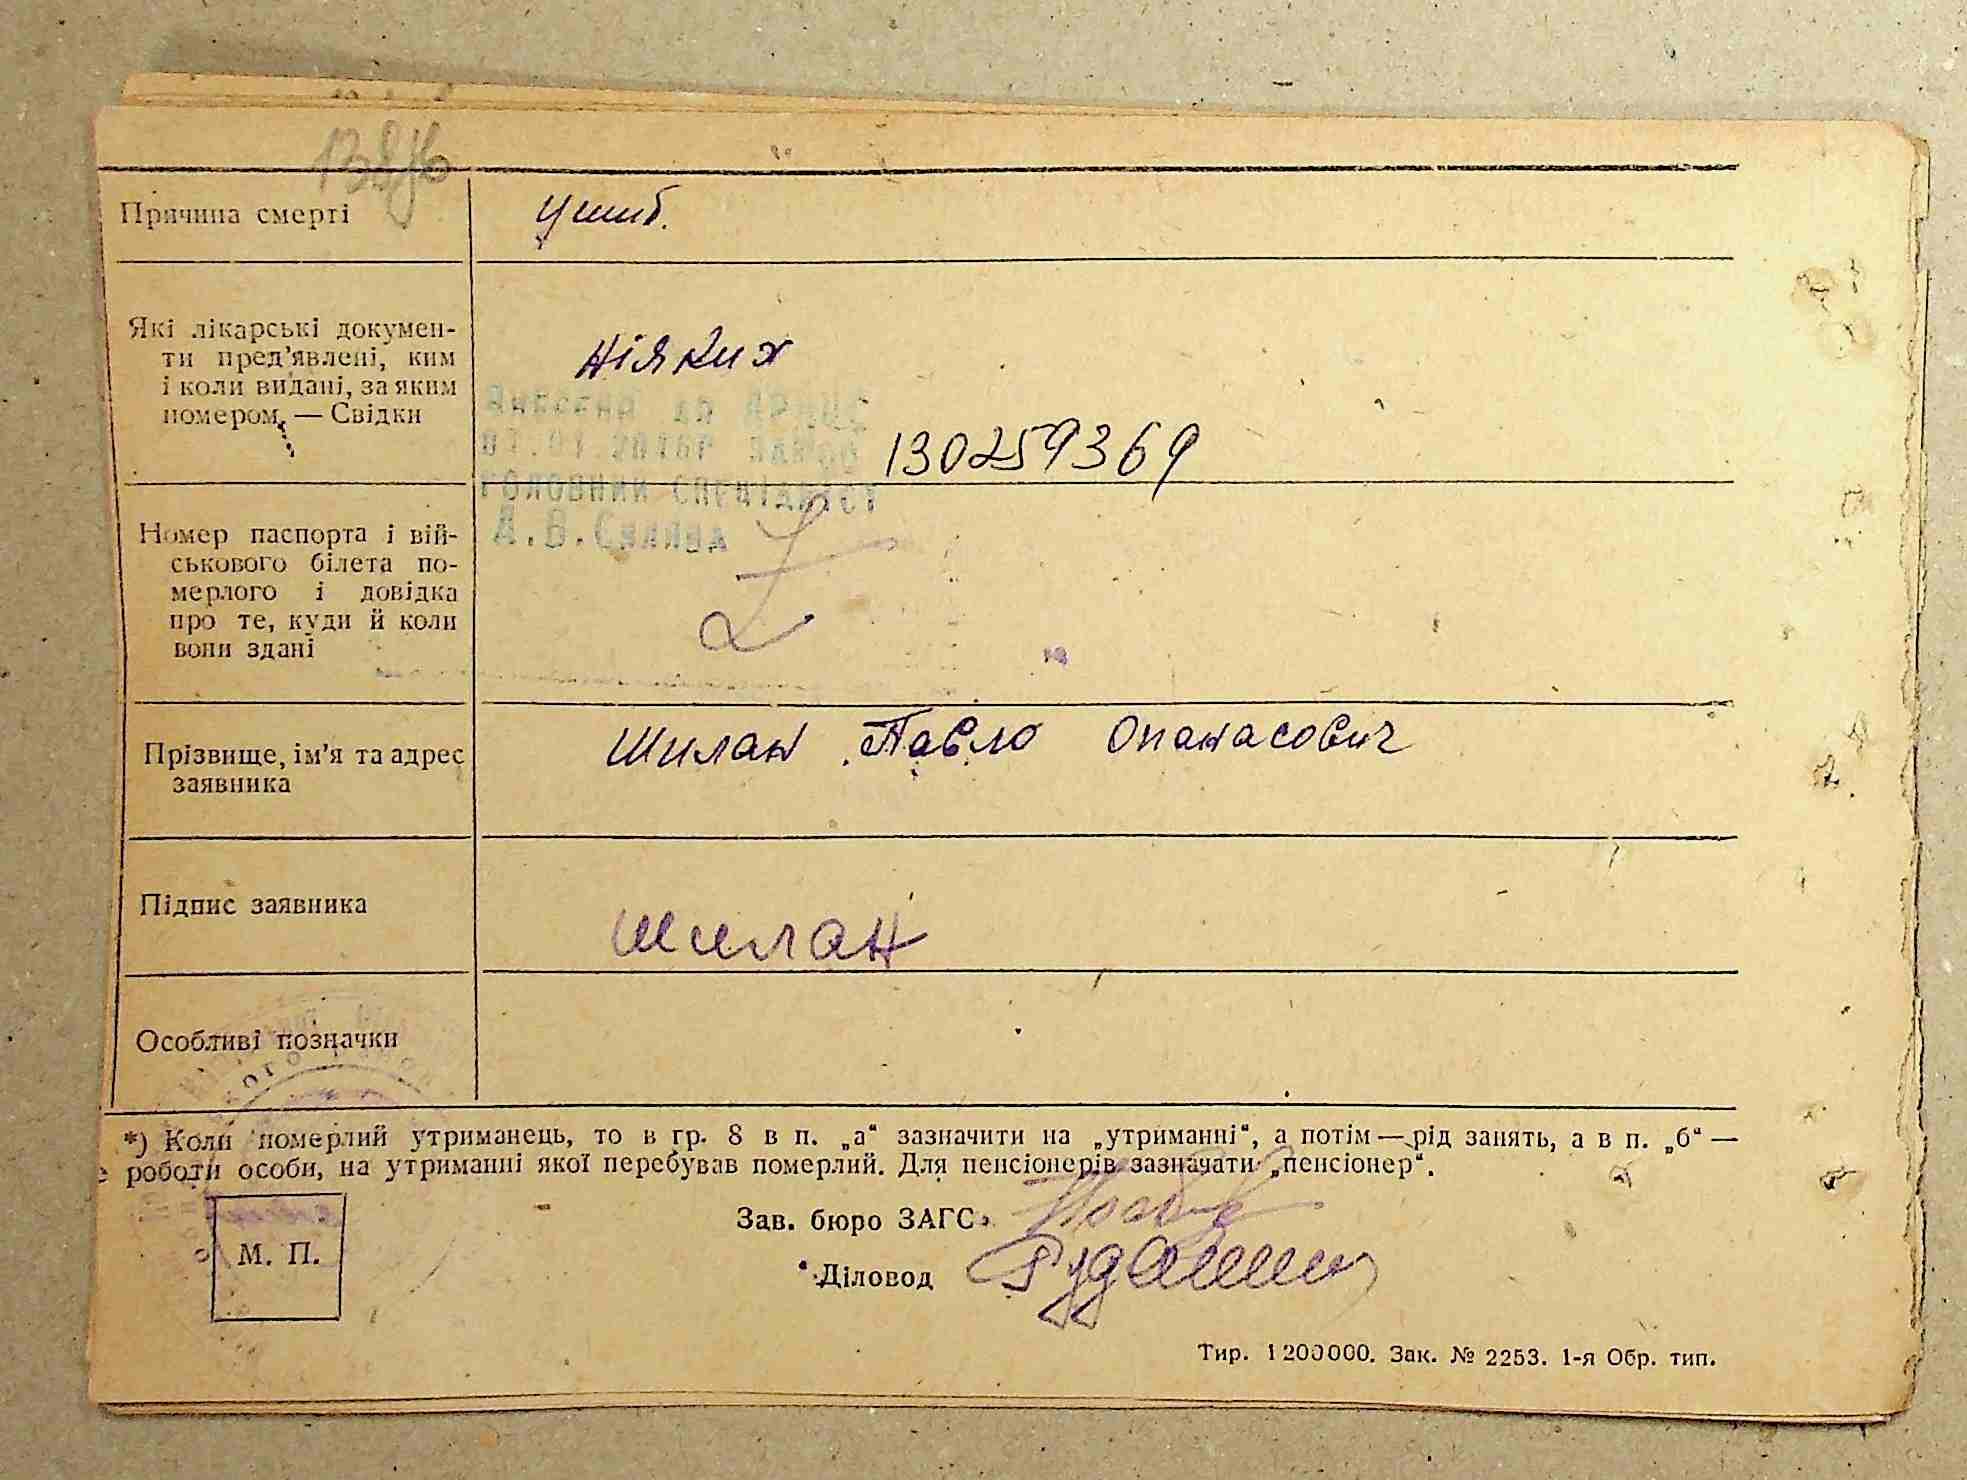 Причина смерті
ушиб.
Які лікарські докумен-
ти пред'явлені, ким
і коли видані, за яким
номером, — Свідки
ніяких
130259369
головний спеціаліст
А.В.
Номер паспорта і вій-
ськового білета по-
мерлого і довідка
про те, куди й коли
вони здані
Прізвище, ім'я та адрес
заявника
Шилан Павло Опанасович
Підпис заявника
Шилан
Особливі позначки
*) Коли померлий утриманець, то в гр. 8 в п. „а“ зазначити на „утриманні“, а потім — рід занять, а в п. „б“ —
е роботи особи, на утриманні якої перебував померлий. Для пенсіонерів зазначати „пенсіонер“.
М. П.
Зав. бюро ЗАГС
Діловод
Тир. 1200000. Зак. № 2253. 1-я Обр. тип.